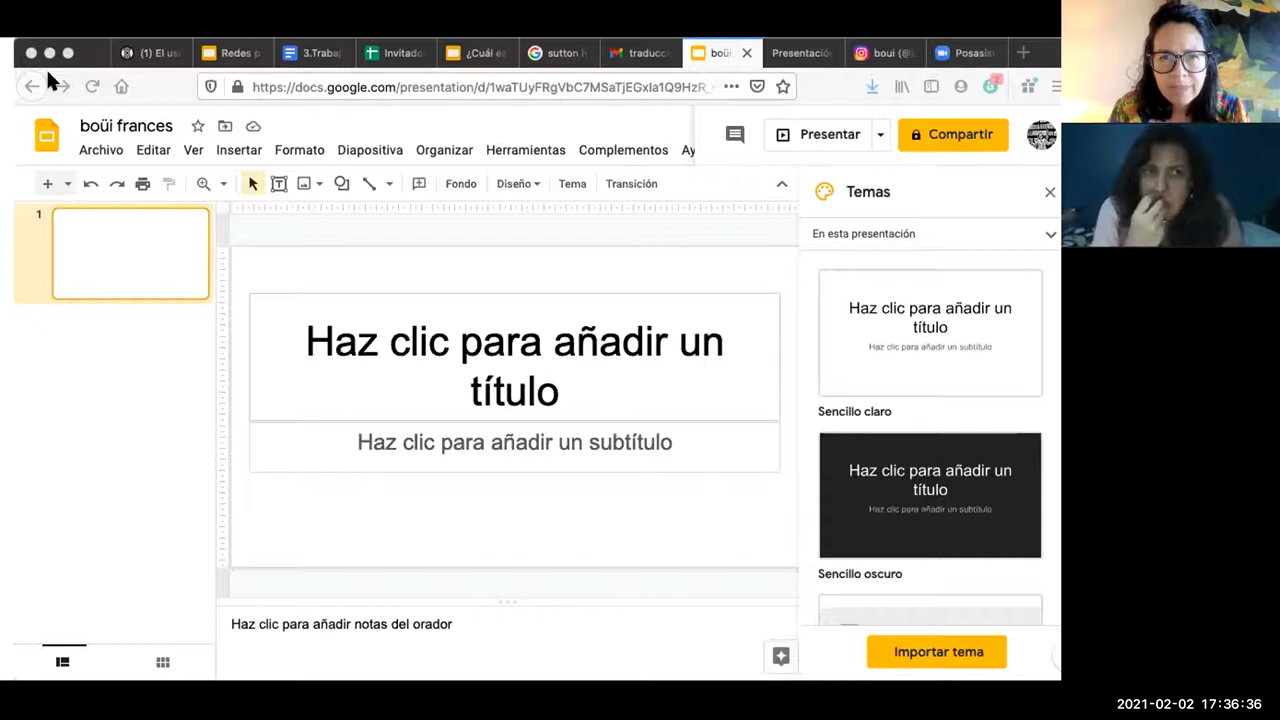 (1) El us
Redes p
3.Traba
Invitado
¿Cuál e
sutton h
traducc
boüi
Presentació
boui (@
Posasís
https://docs.google.com/presentation/d/1waTUyFRgVbC7MSaTjEGxIa1Q9HzR_
2
boüi frances
Archivo Editar Ver Insertar Formato Diapositiva Organizar Herramientas Complementos Ay
Presentar
Compartir
Fondo Diseño Tema Transición
1
Haz clic para añadir un
título
Haz clic para añadir un subtítulo
Haz clic para añadir notas del orador
Temas
En esta presentación
Haz clic para añadir un
título
Haz clic para añadir un subtítulo
Sencillo claro
Haz clic para añadir un
título
Haz clic para añadir un subtítulo
Sencillo oscuro
Importar tema
2021-02-02 17:36:36